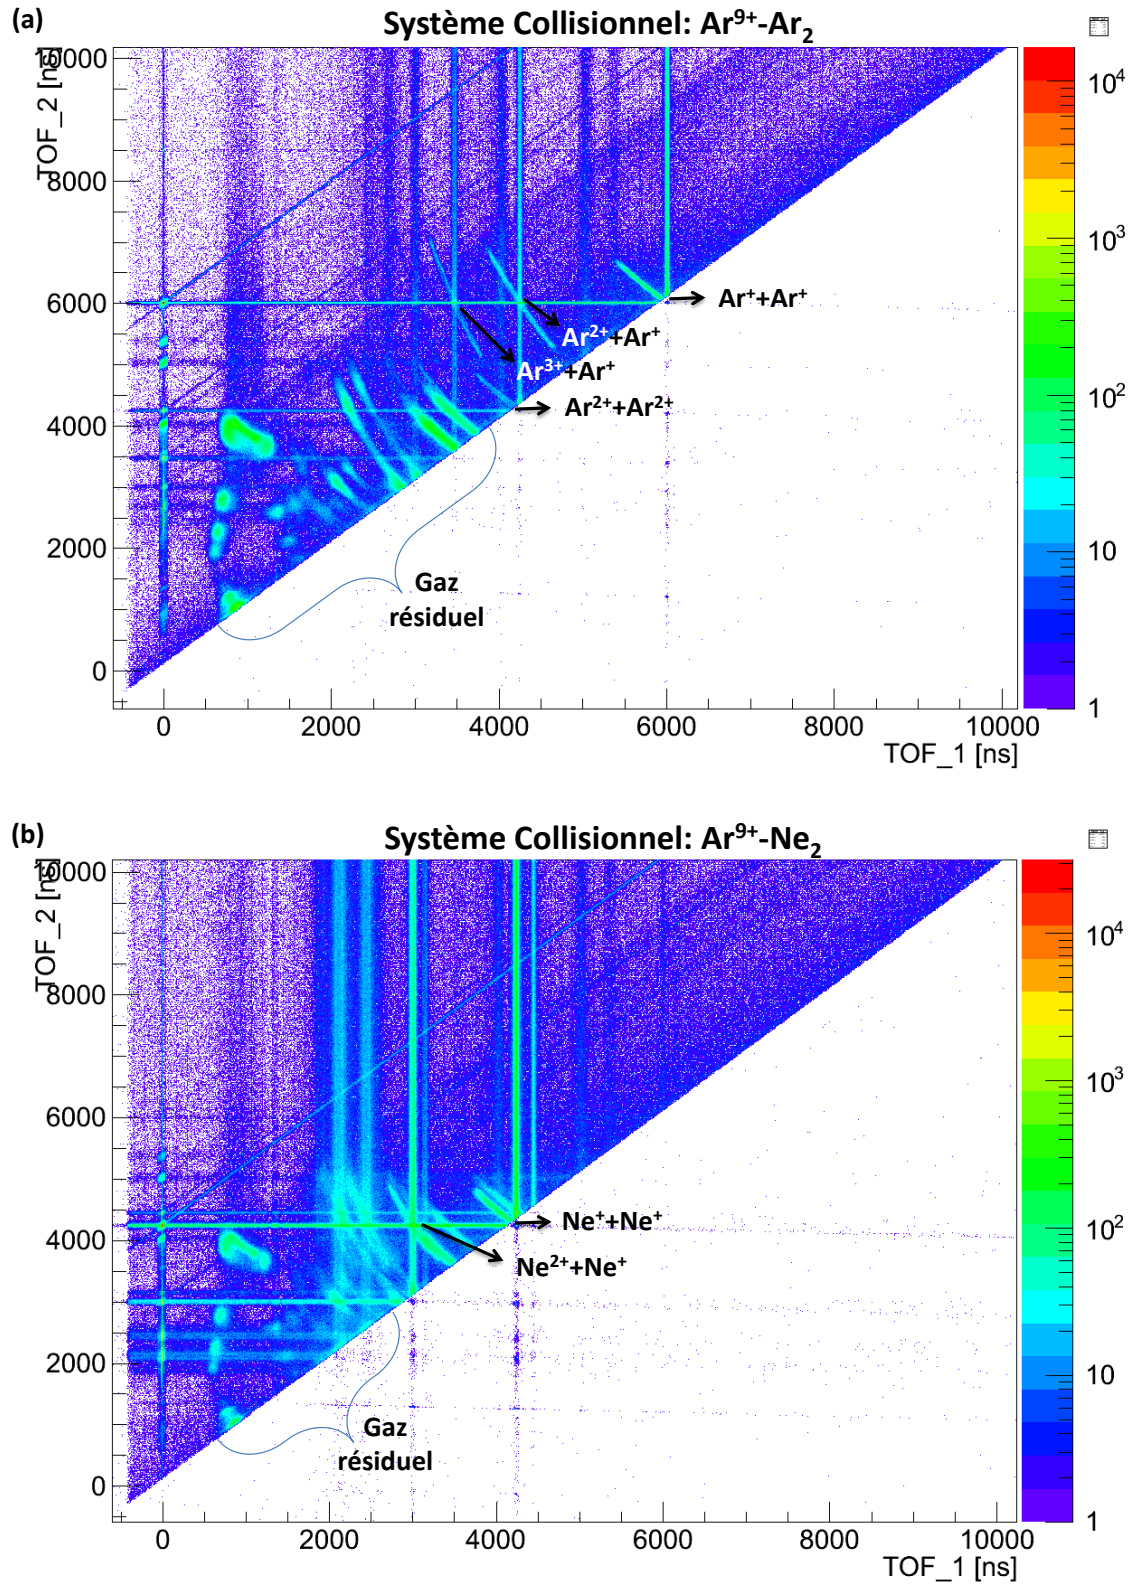 (a)
Système Collisionnel: Ar⁹⁺-Ar₂
TOF_2 [ns]
10000
8000
6000
4000
2000
0
Ar⁺+Ar⁺
Ar²⁺+Ar⁺
Ar³⁺+Ar⁺
Ar²⁺+Ar²⁺
Gaz
résiduel
0 2000 4000 6000 8000 10000
TOF_1 [ns]
10⁴
10³
10²
10
1
(b)
Système Collisionnel: Ar⁹⁺-Ne₂
TOF_2 [ns]
10000
8000
6000
4000
2000
0
Ne⁺+Ne⁺
Ne²⁺+Ne⁺
Gaz
résiduel
0 2000 4000 6000 8000 10000
TOF_1 [ns]
10⁴
10³
10²
10
1